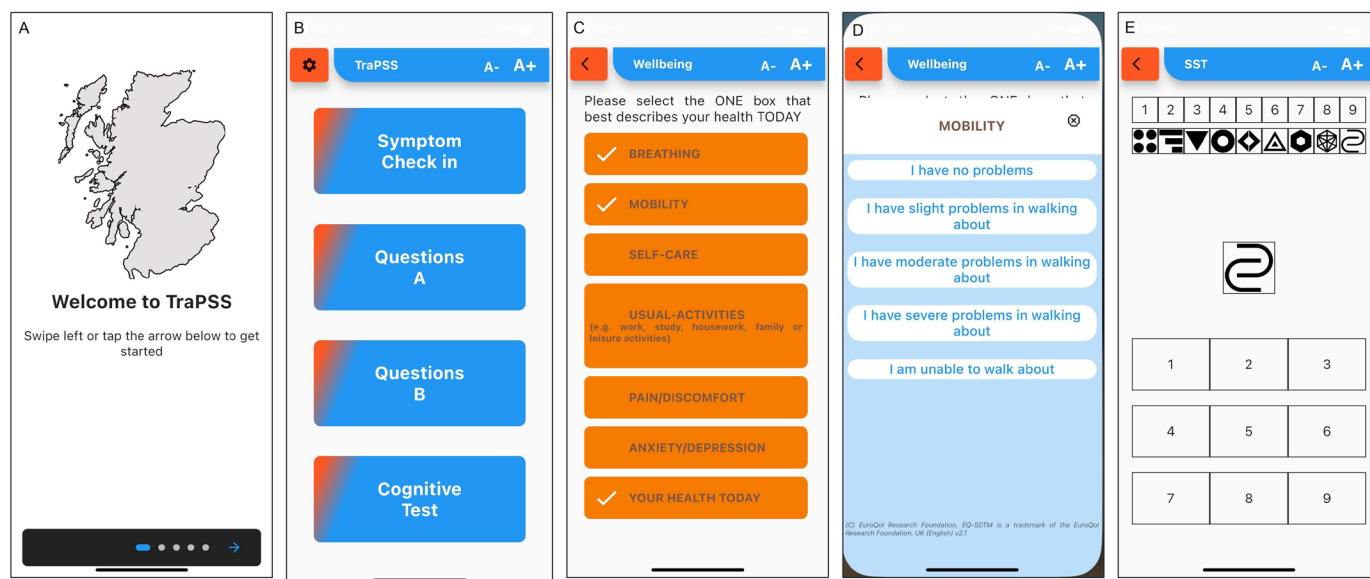 A
Welcome to TraPSS
Swipe left or tap the arrow below to get
started
B
TraPSS
A- A+
Symptom
Check in
Questions
A
Questions
B
Cognitive
Test
C
Wellbeing
A- A+
Please select the ONE box that
best describes your health TODAY
BREATHING
MOBILITY
SELF-CARE
USUAL-ACTIVITIES
(e.g. work, study, housework, family or
leisure activities)
PAIN/DISCOMFORT
ANXIETY/DEPRESSION
YOUR HEALTH TODAY
D
Wellbeing
A- A+
MOBILITY
I have no problems
I have slight problems in walking
about
I have moderate problems in walking
about
I have severe problems in walking
about
I am unable to walk about
(C) EuroQol Research Foundation, EQ-5DTM is a trademark of the EuroQol
Research Foundation, UK (English) v2.1
E
SST
A- A+
1 2 3 4 5 6 7 8 9
1 2 3
4 5 6
7 8 9